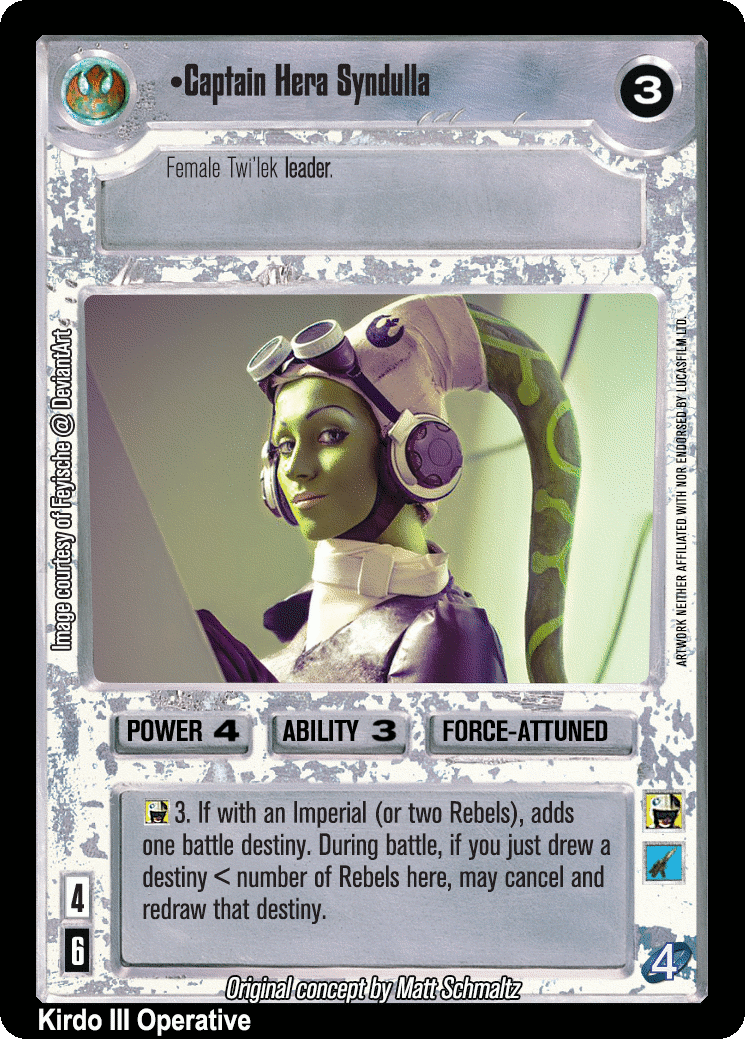 •Captain Hera Syndulla
3
Female Twi'lek leader.
Image courtesy of Feyische @ DeviantArt
ARTWORK NEITHER AFFILIATED WITH NOR ENDORSED BY LUCASFILM LTD.
POWER 4
ABILITY 3
FORCE-ATTUNED
3. If with an Imperial (or two Rebels), adds
one battle destiny. During battle, if you just drew a
destiny < number of Rebels here, may cancel and
redraw that destiny.
4
6
4
Original concept by Matt Schmaltz
Kirdo III Operative